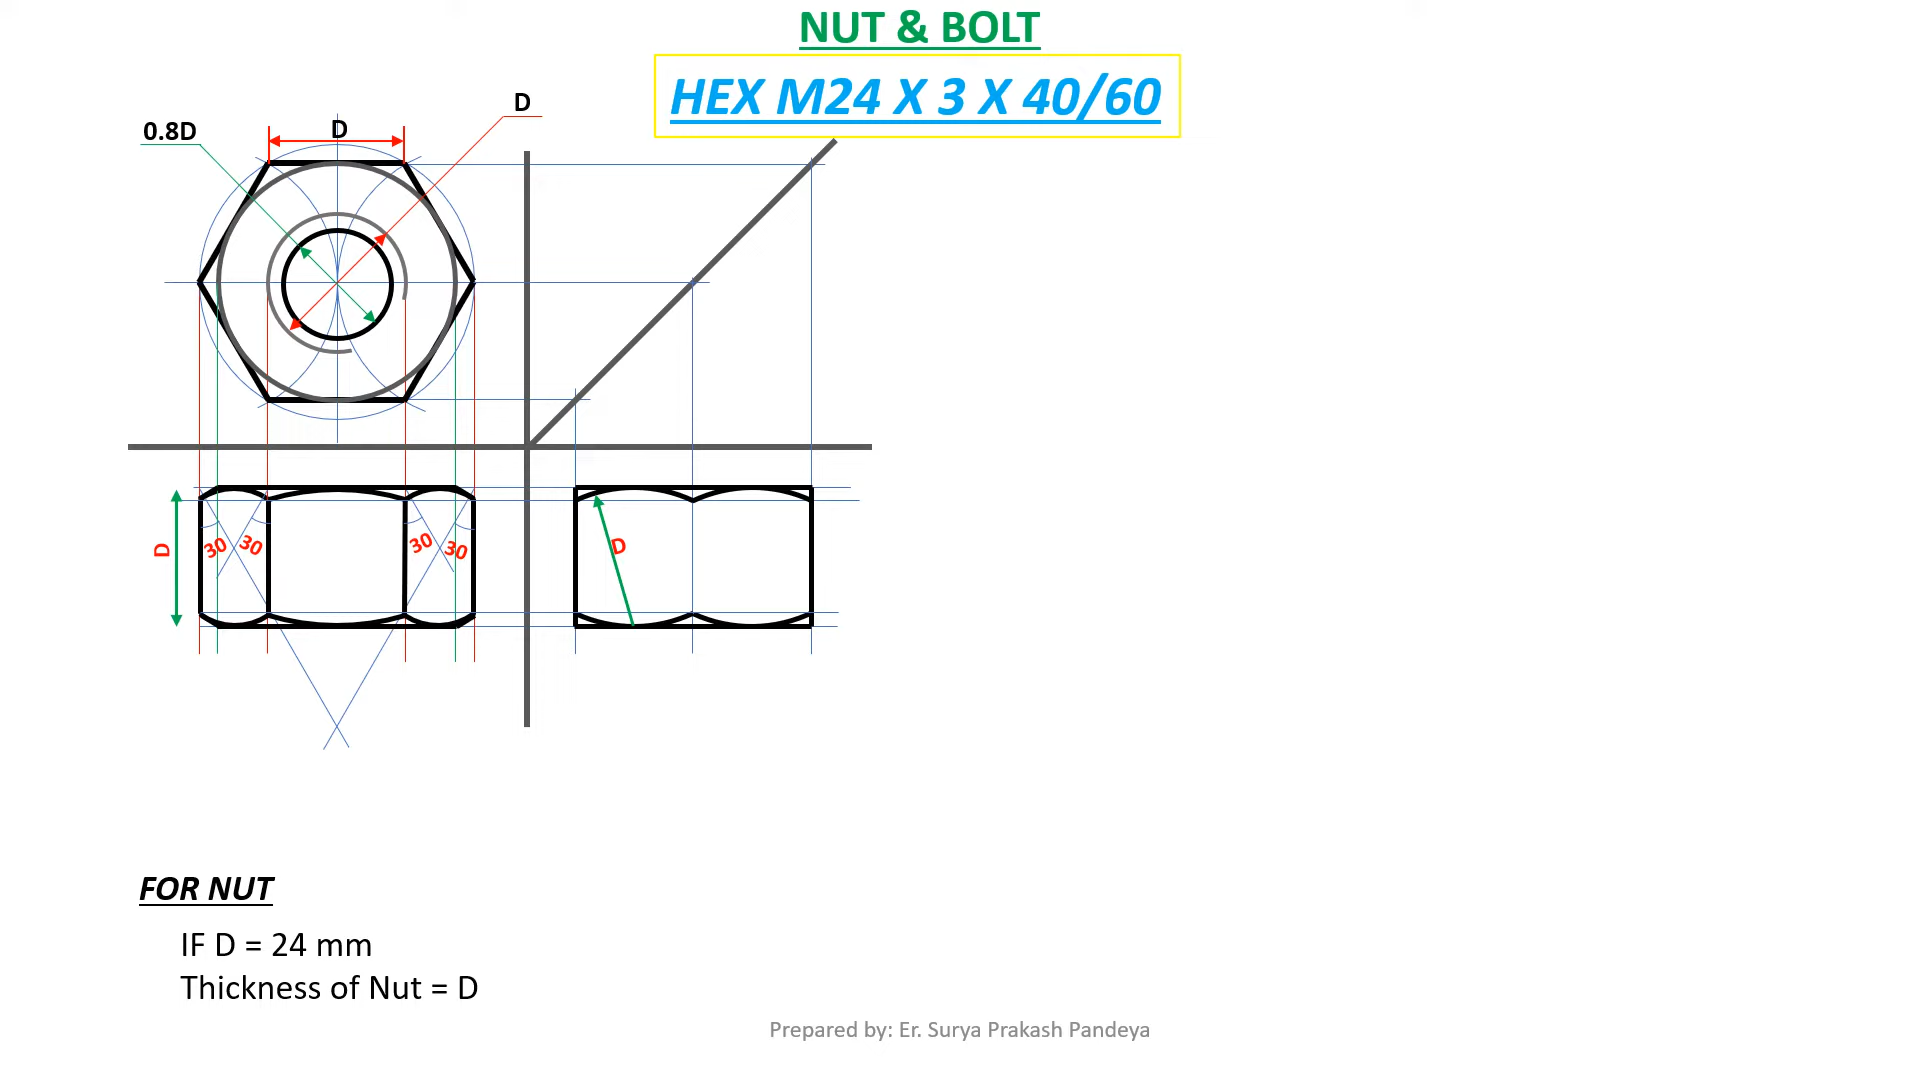 NUT & BOLT
HEX M24 X 3 X 40/60
D
0.8D
D
D
30
30
30
30
D
FOR NUT
IF D = 24 mm
Thickness of Nut = D
Prepared by: Er. Surya Prakash Pandeya